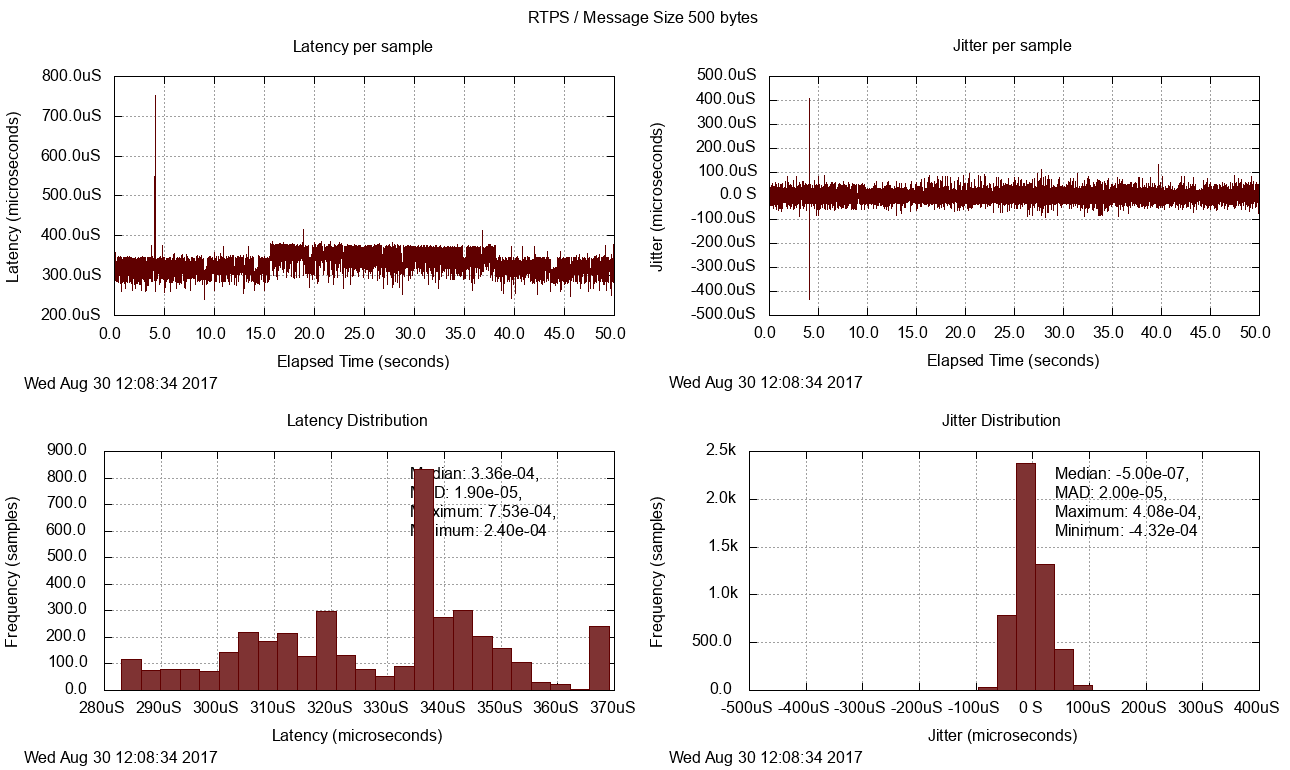 RTPS / Message Size 500 bytes
Latency per sample
800.0uS
700.0uS
600.0uS
500.0uS
400.0uS
300.0uS
200.0uS
Latency (microseconds)
0.0 5.0 10.0 15.0 20.0 25.0 30.0 35.0 40.0 45.0 50.0
Elapsed Time (seconds)
Wed Aug 30 12:08:34 2017
Jitter per sample
500.0uS
400.0uS
300.0uS
200.0uS
100.0uS
0.0 S
-100.0uS
-200.0uS
-300.0uS
-400.0uS
-500.0uS
Jitter (microseconds)
0.0 5.0 10.0 15.0 20.0 25.0 30.0 35.0 40.0 45.0 50.0
Elapsed Time (seconds)
Wed Aug 30 12:08:34 2017
Latency Distribution
900.0
800.0
700.0
600.0
500.0
400.0
300.0
200.0
100.0
0.0
Frequency (samples)
Median: 3.36e-04,
MAD: 1.90e-05,
Maximum: 7.53e-04,
Minimum: 2.40e-04
280uS 290uS 300uS 310uS 320uS 330uS 340uS 350uS 360uS 370uS
Latency (microseconds)
Wed Aug 30 12:08:34 2017
Jitter Distribution
2.5k
2.0k
1.5k
1.0k
500.0
0.0
Frequency (samples)
Median: -5.00e-07,
MAD: 2.00e-05,
Maximum: 4.08e-04,
Minimum: -4.32e-04
-500uS -400uS -300uS -200uS -100uS 0 S 100uS 200uS 300uS 400uS
Jitter (microseconds)
Wed Aug 30 12:08:34 2017